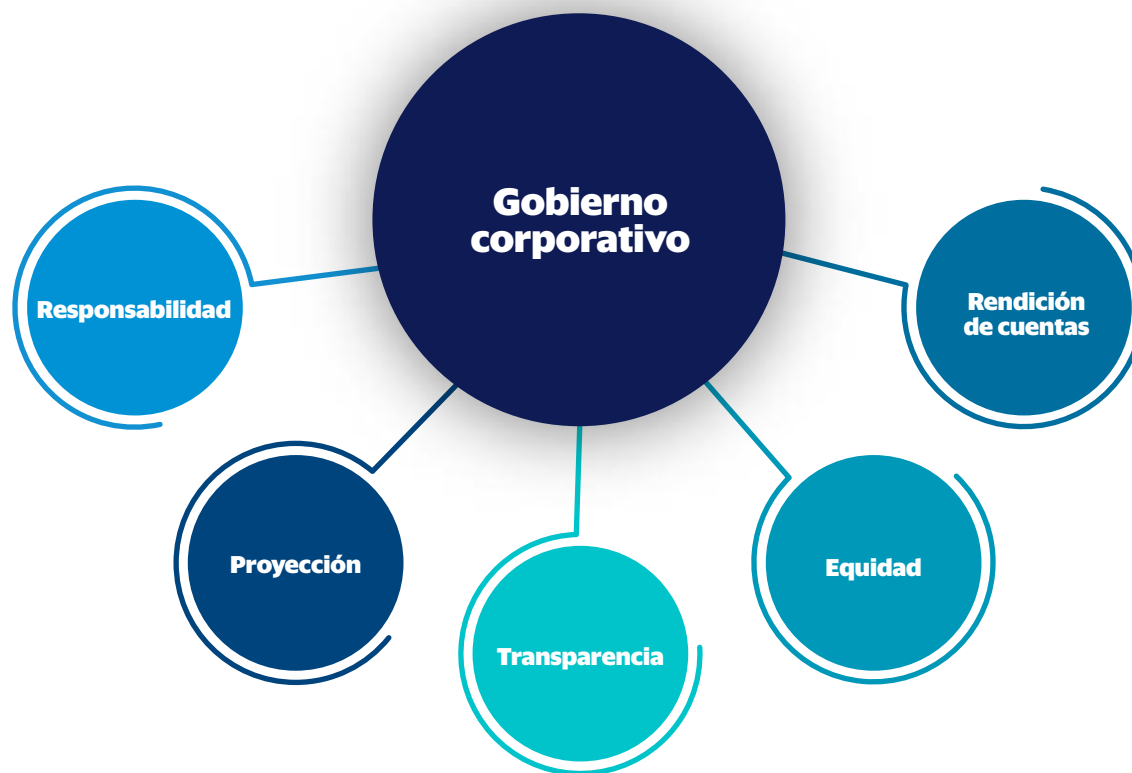 Gobierno
corporativo
Responsabilidad
Proyección
Transparencia
Equidad
Rendición
de cuentas